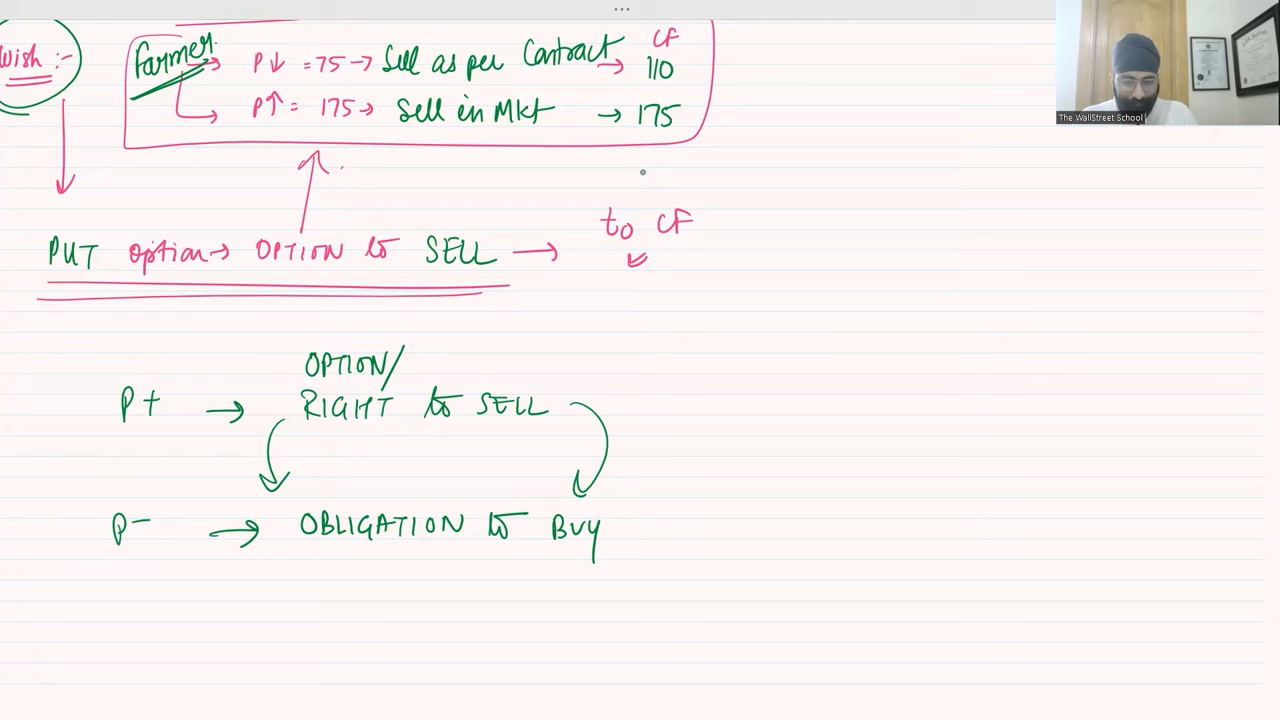 CF
Wish :-
Farmer → P↓ = 75 → Sell as per Contract → 110
→ P↑ = 175 → Sell in Mkt → 175
The WallStreet School
to CF
PUT option → OPTION to SELL →
OPTION/
P+ → RIGHT to SELL
P- → OBLIGATION to BUY